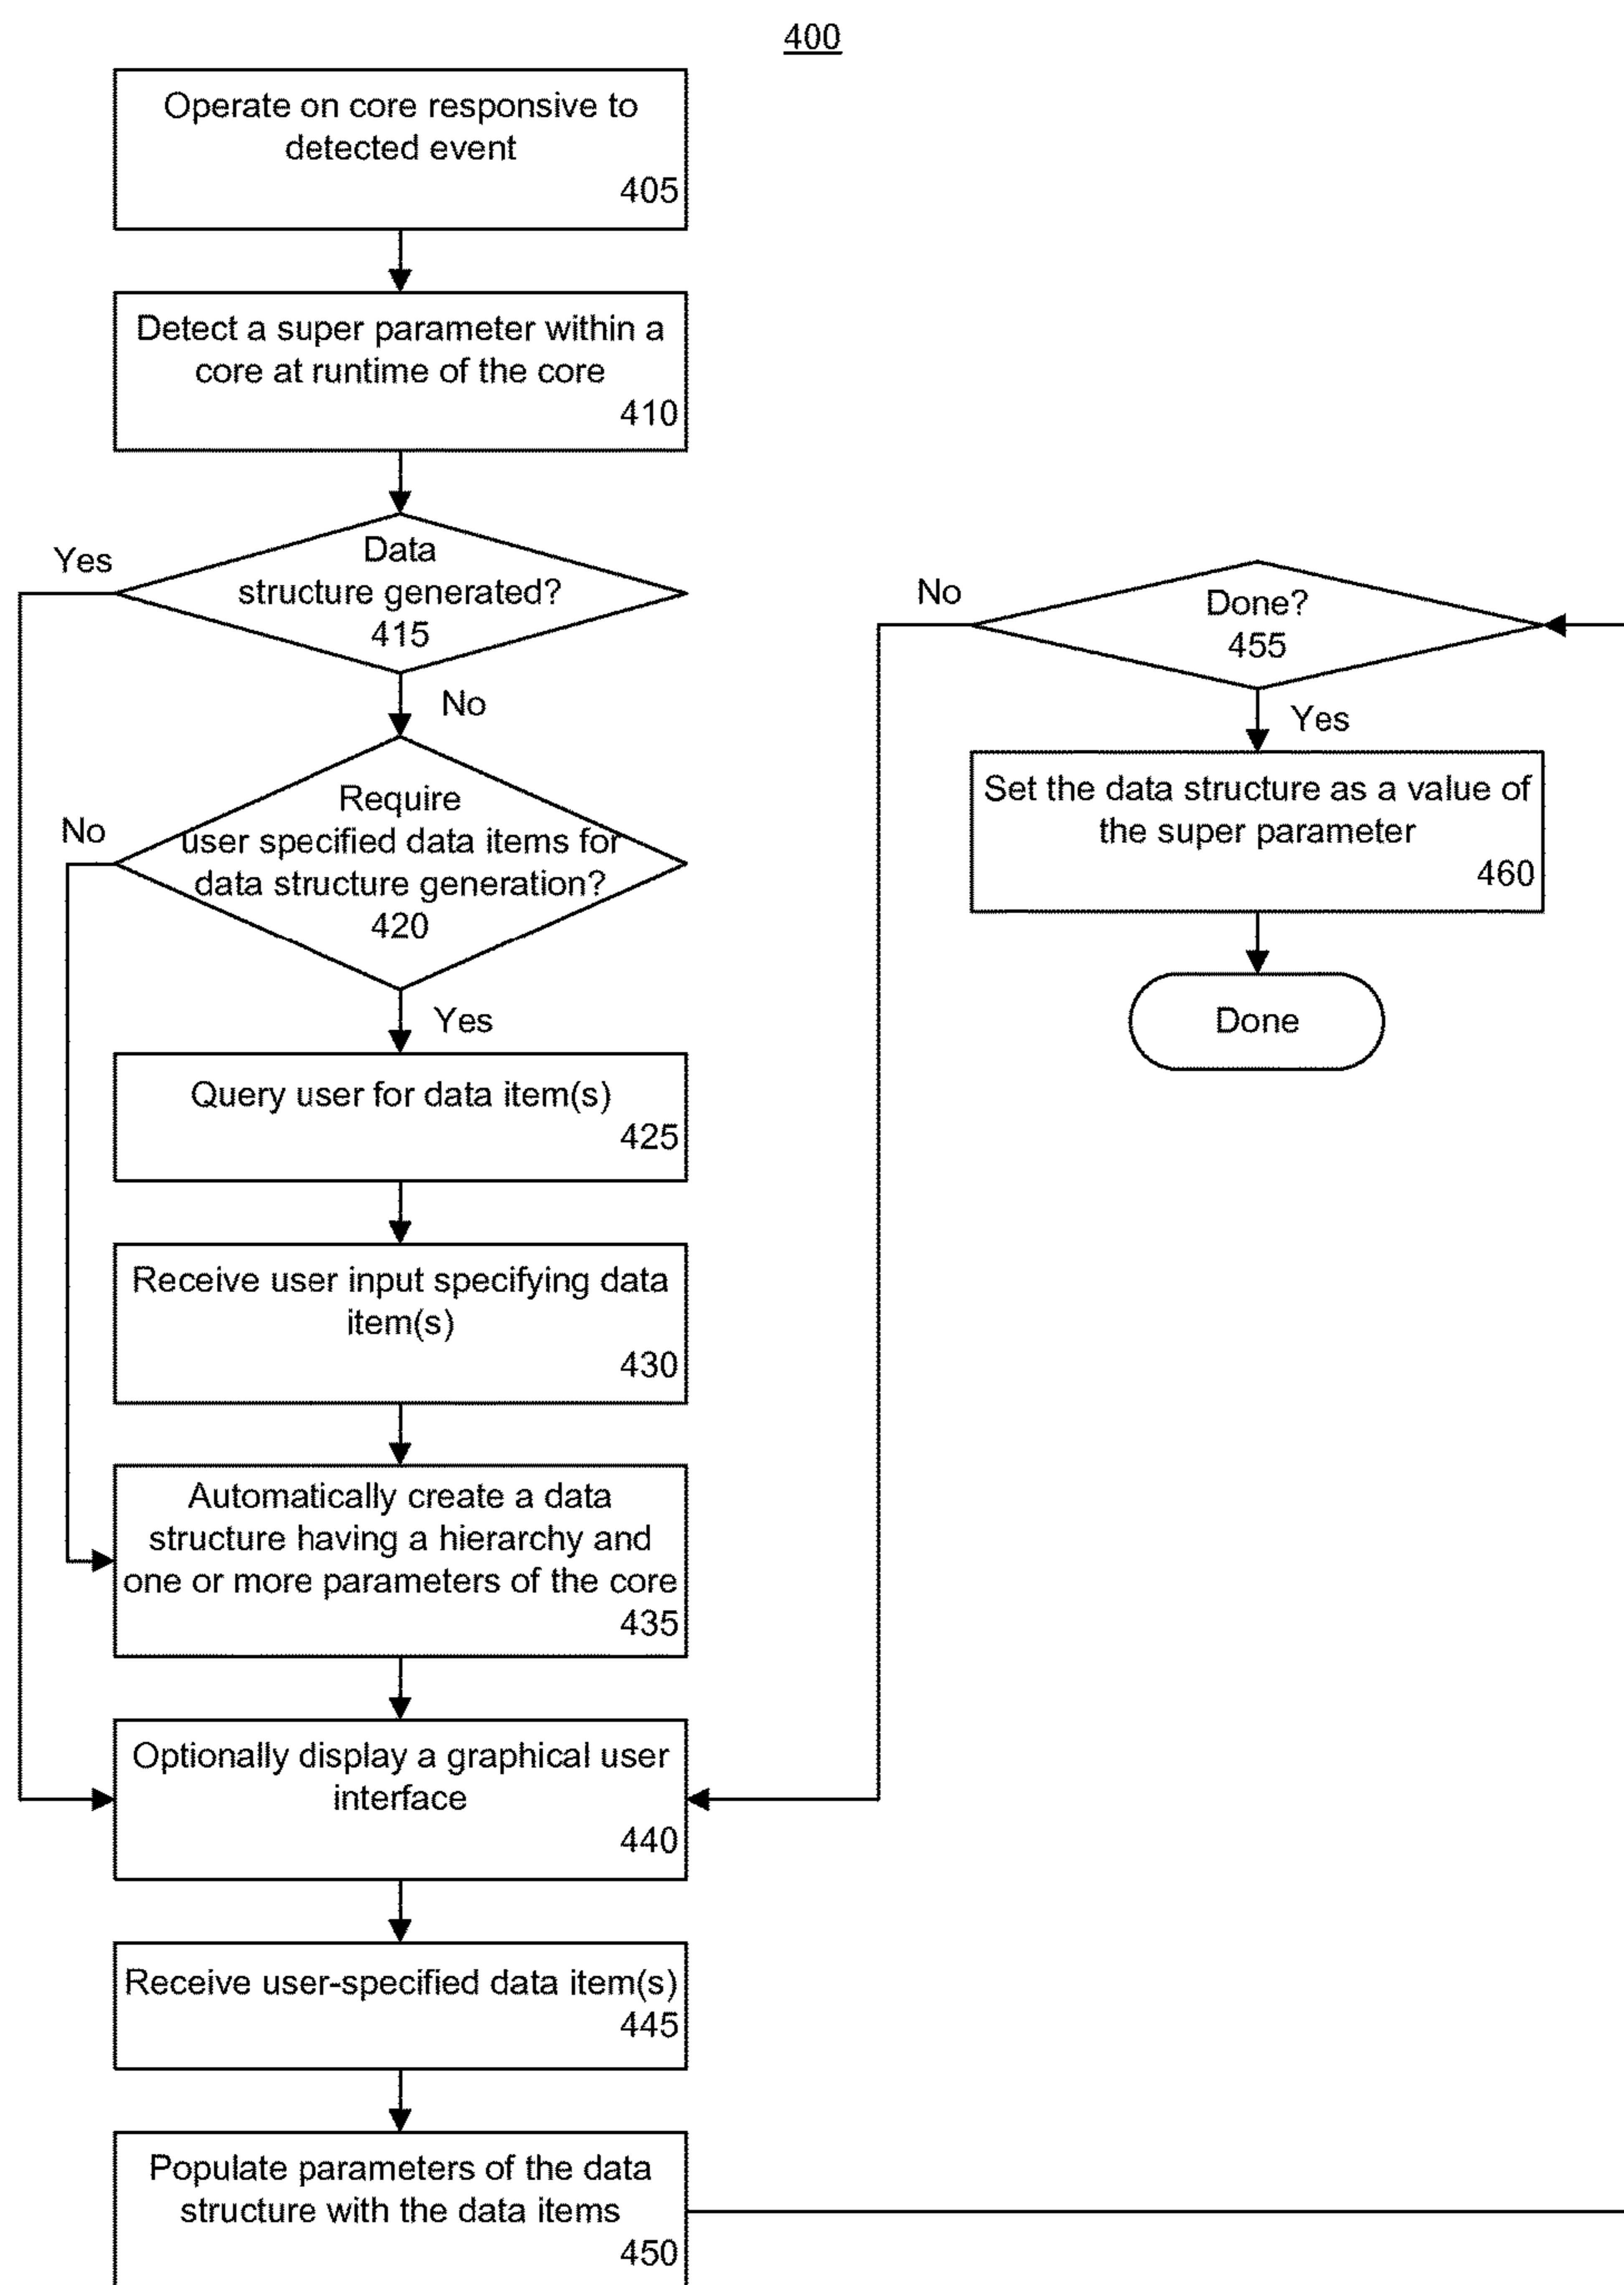 400
Operate on core responsive to
detected event
405
Detect a super parameter within a
core at runtime of the core
410
Yes
Data
structure generated?
415
No
No
Require
user specified data items for
data structure generation?
420
Yes
Query user for data item(s)
425
Receive user input specifying data
item(s)
430
Automatically create a data
structure having a hierarchy and
one or more parameters of the core
435
Optionally display a graphical user
interface
440
Receive user-specified data item(s)
445
Populate parameters of the data
structure with the data items
450
No
Done?
455
Yes
Set the data structure as a value of
the super parameter
460
Done